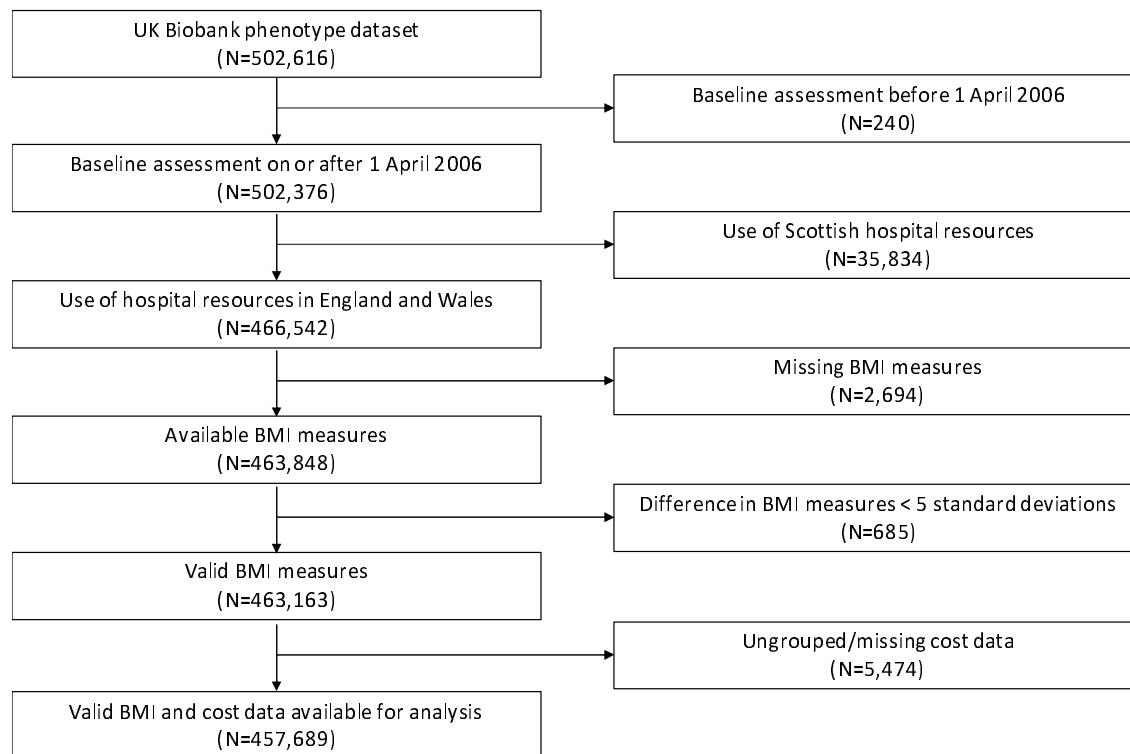 UK Biobank phenotype dataset
(N=502,616)
Baseline assessment before 1 April 2006
(N=240)
Baseline assessment on or after 1 April 2006
(N=502,376)
Use of Scottish hospital resources
(N=35,834)
Use of hospital resources in England and Wales
(N=466,542)
Missing BMI measures
(N=2,694)
Available BMI measures
(N=463,848)
Difference in BMI measures < 5 standard deviations
(N=685)
Valid BMI measures
(N=463,163)
Ungrouped/missing cost data
(N=5,474)
Valid BMI and cost data available for analysis
(N=457,689)